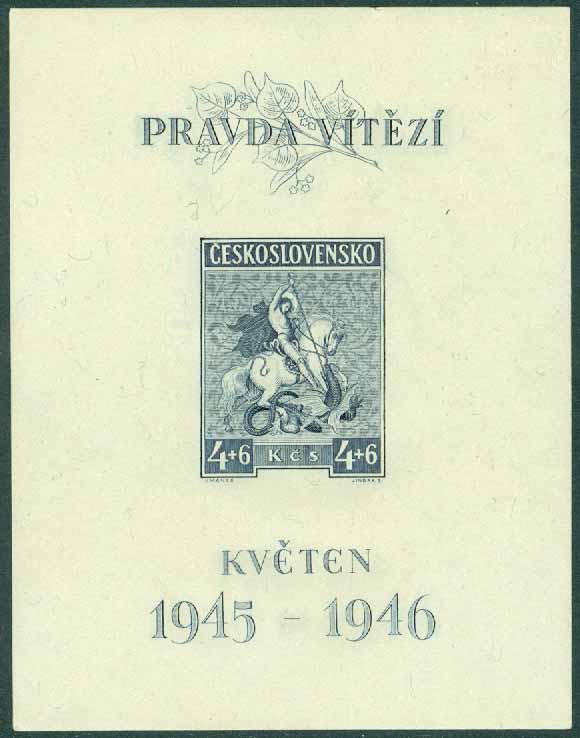 PRAVDA VÍTĚZÍ
ČESKOSLOVENSKO
4+6 KČS 4+6
KVĚTEN
1945 - 1946